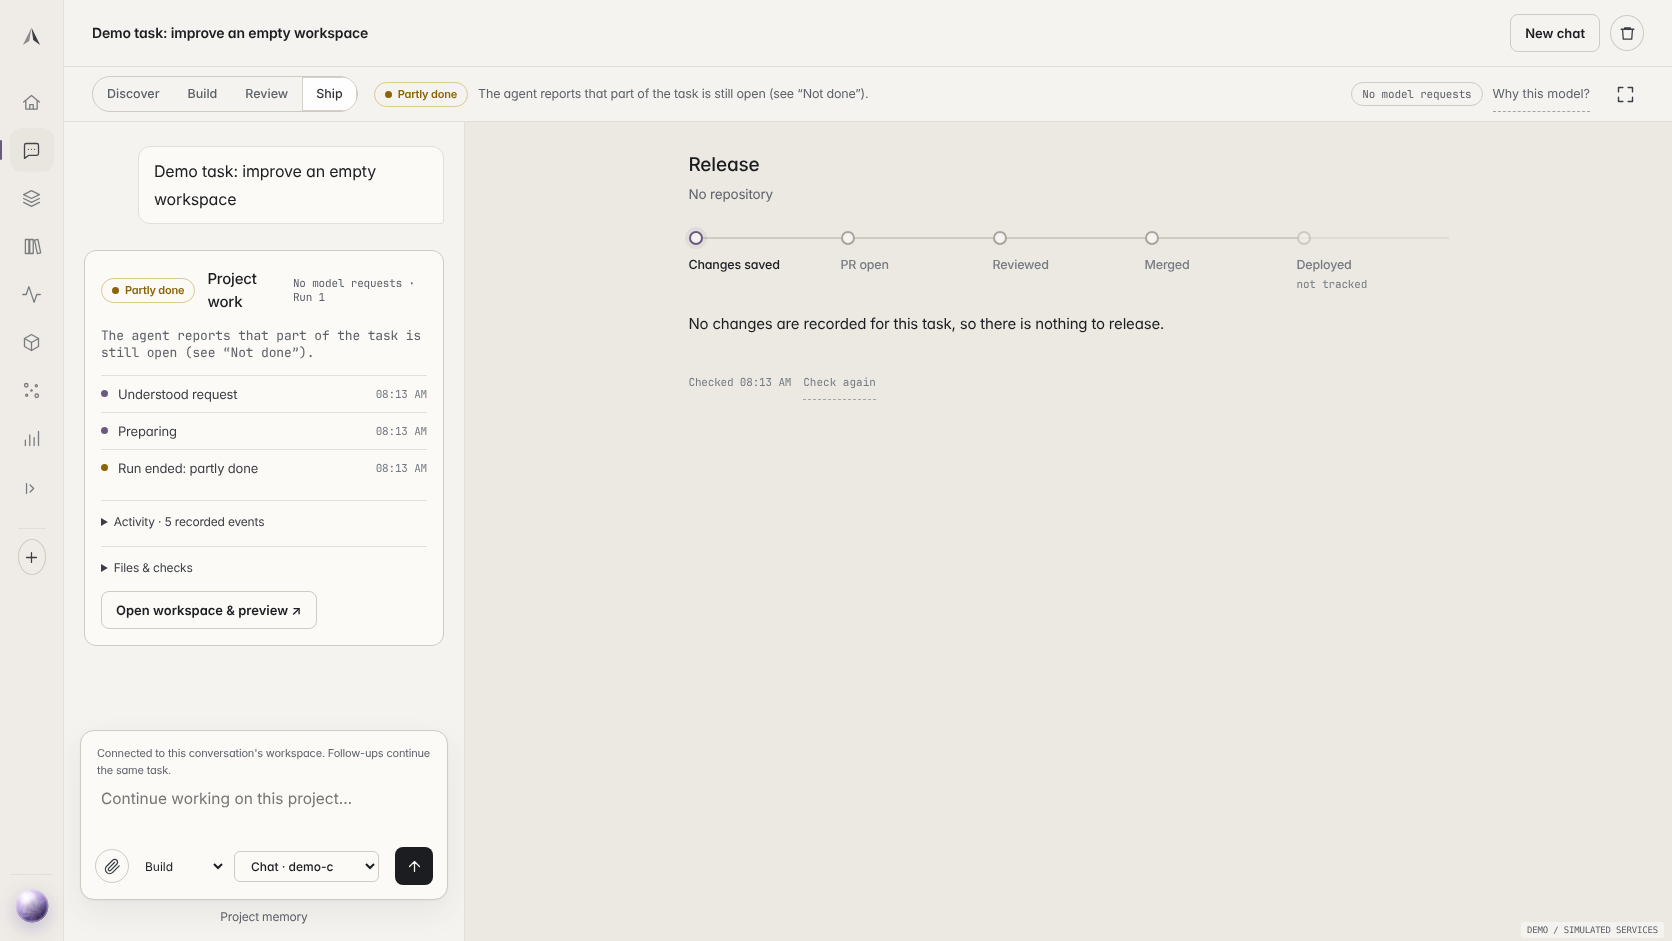 Demo task: improve an empty workspace
New chat
Discover
Build
Review
Ship
Partly done
The agent reports that part of the task is still open (see “Not done”).
No model requests
Why this model?
Demo task: improve an empty
workspace
Partly done
Project
work
No model requests ·
Run 1
The agent reports that part of the task is
still open (see “Not done”).
Understood request
08:13 AM
Preparing
08:13 AM
Run ended: partly done
08:13 AM
Activity · 5 recorded events
Files & checks
Open workspace & preview ↗
Connected to this conversation's workspace. Follow-ups continue
the same task.
Continue working on this project...
Build
Chat · demo-c
Project memory
Release
No repository
Changes saved
PR open
Reviewed
Merged
Deployed
not tracked
No changes are recorded for this task, so there is nothing to release.
Checked 08:13 AM
Check again
DEMO / SIMULATED SERVICES